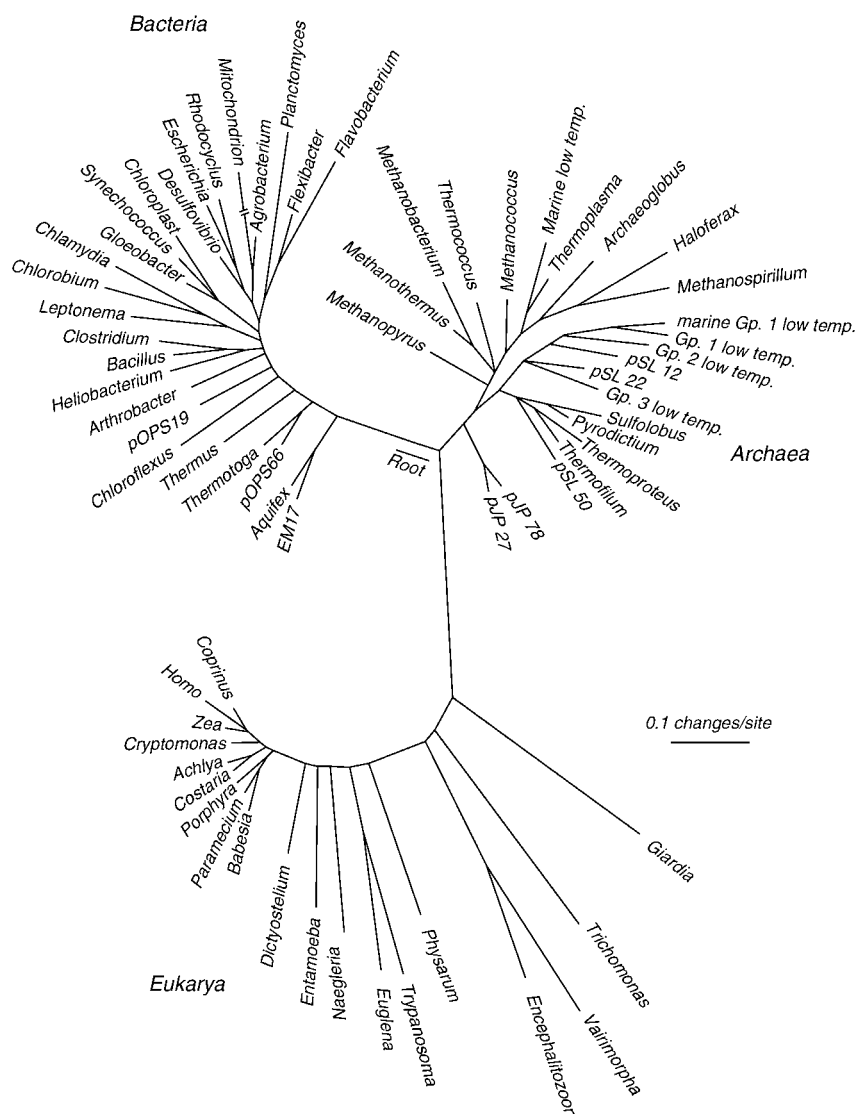 Bacteria
Planctomyces
Mitochondrion
Rhodocyclus
Escherichia
Desulfovibrio
Chloroplast
Synechococcus
Gloeobacter
Chlamydia
Chlorobium
Leptonema
Clostridium
Bacillus
Heliobacterium
Arthrobacter
pOPS19
Chloroflexus
Thermus
Thermotoga
pOPS66
Aquifex
EM17
Agrobacterium
Flexibacter
Flavobacterium
Root
Methanopyrus
Methanothermus
Methanobacterium
Thermococcus
Methanococcus
Marine low temp.
Thermoplasma
Archaeoglobus
Haloferax
Methanospirillum
marine Gp. 1 low temp.
Gp. 1 low temp.
Gp. 2 low temp.
pSL 12
pSL 22
Gp. 3 low temp.
Sulfolobus
Pyrodictium
Thermoproteus
Thermofilum
pSL 50
pJP 78
pJP 27
Archaea
0.1 changes/site
Coprinus
Homo
Zea
Cryptomonas
Achlya
Costaria
Porphyra
Paramecium
Babesia
Dictyostelium
Entamoeba
Naegleria
Euglena
Trypanosoma
Physarum
Encephalitozoon
Vairimorpha
Trichomonas
Giardia
Eukarya